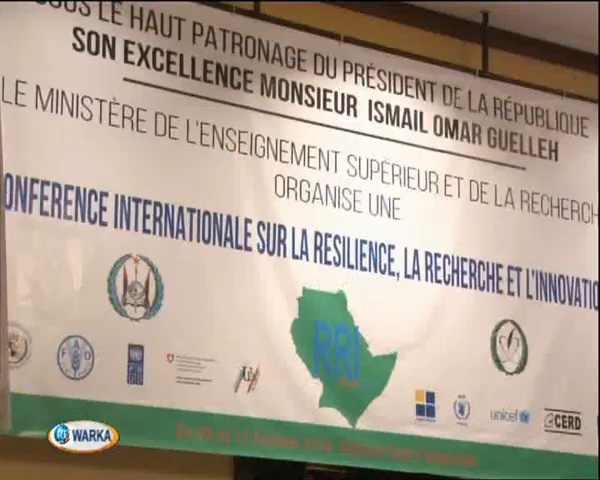 SOUS LE HAUT PATRONAGE DU PRÉSIDENT DE LA RÉPUBLIQUE
SON EXCELLENCE MONSIEUR ISMAIL OMAR GUELLEH
LE MINISTÈRE DE L'ENSEIGNEMENT SUPÉRIEUR ET DE LA RECHERCH
ORGANISE UNE
ONFERENCE INTERNATIONALE SUR LA RESILIENCE, LA RECHERCHE ET L'INNOVATIO
RRI
FAO
unicef
CERD
WARKA